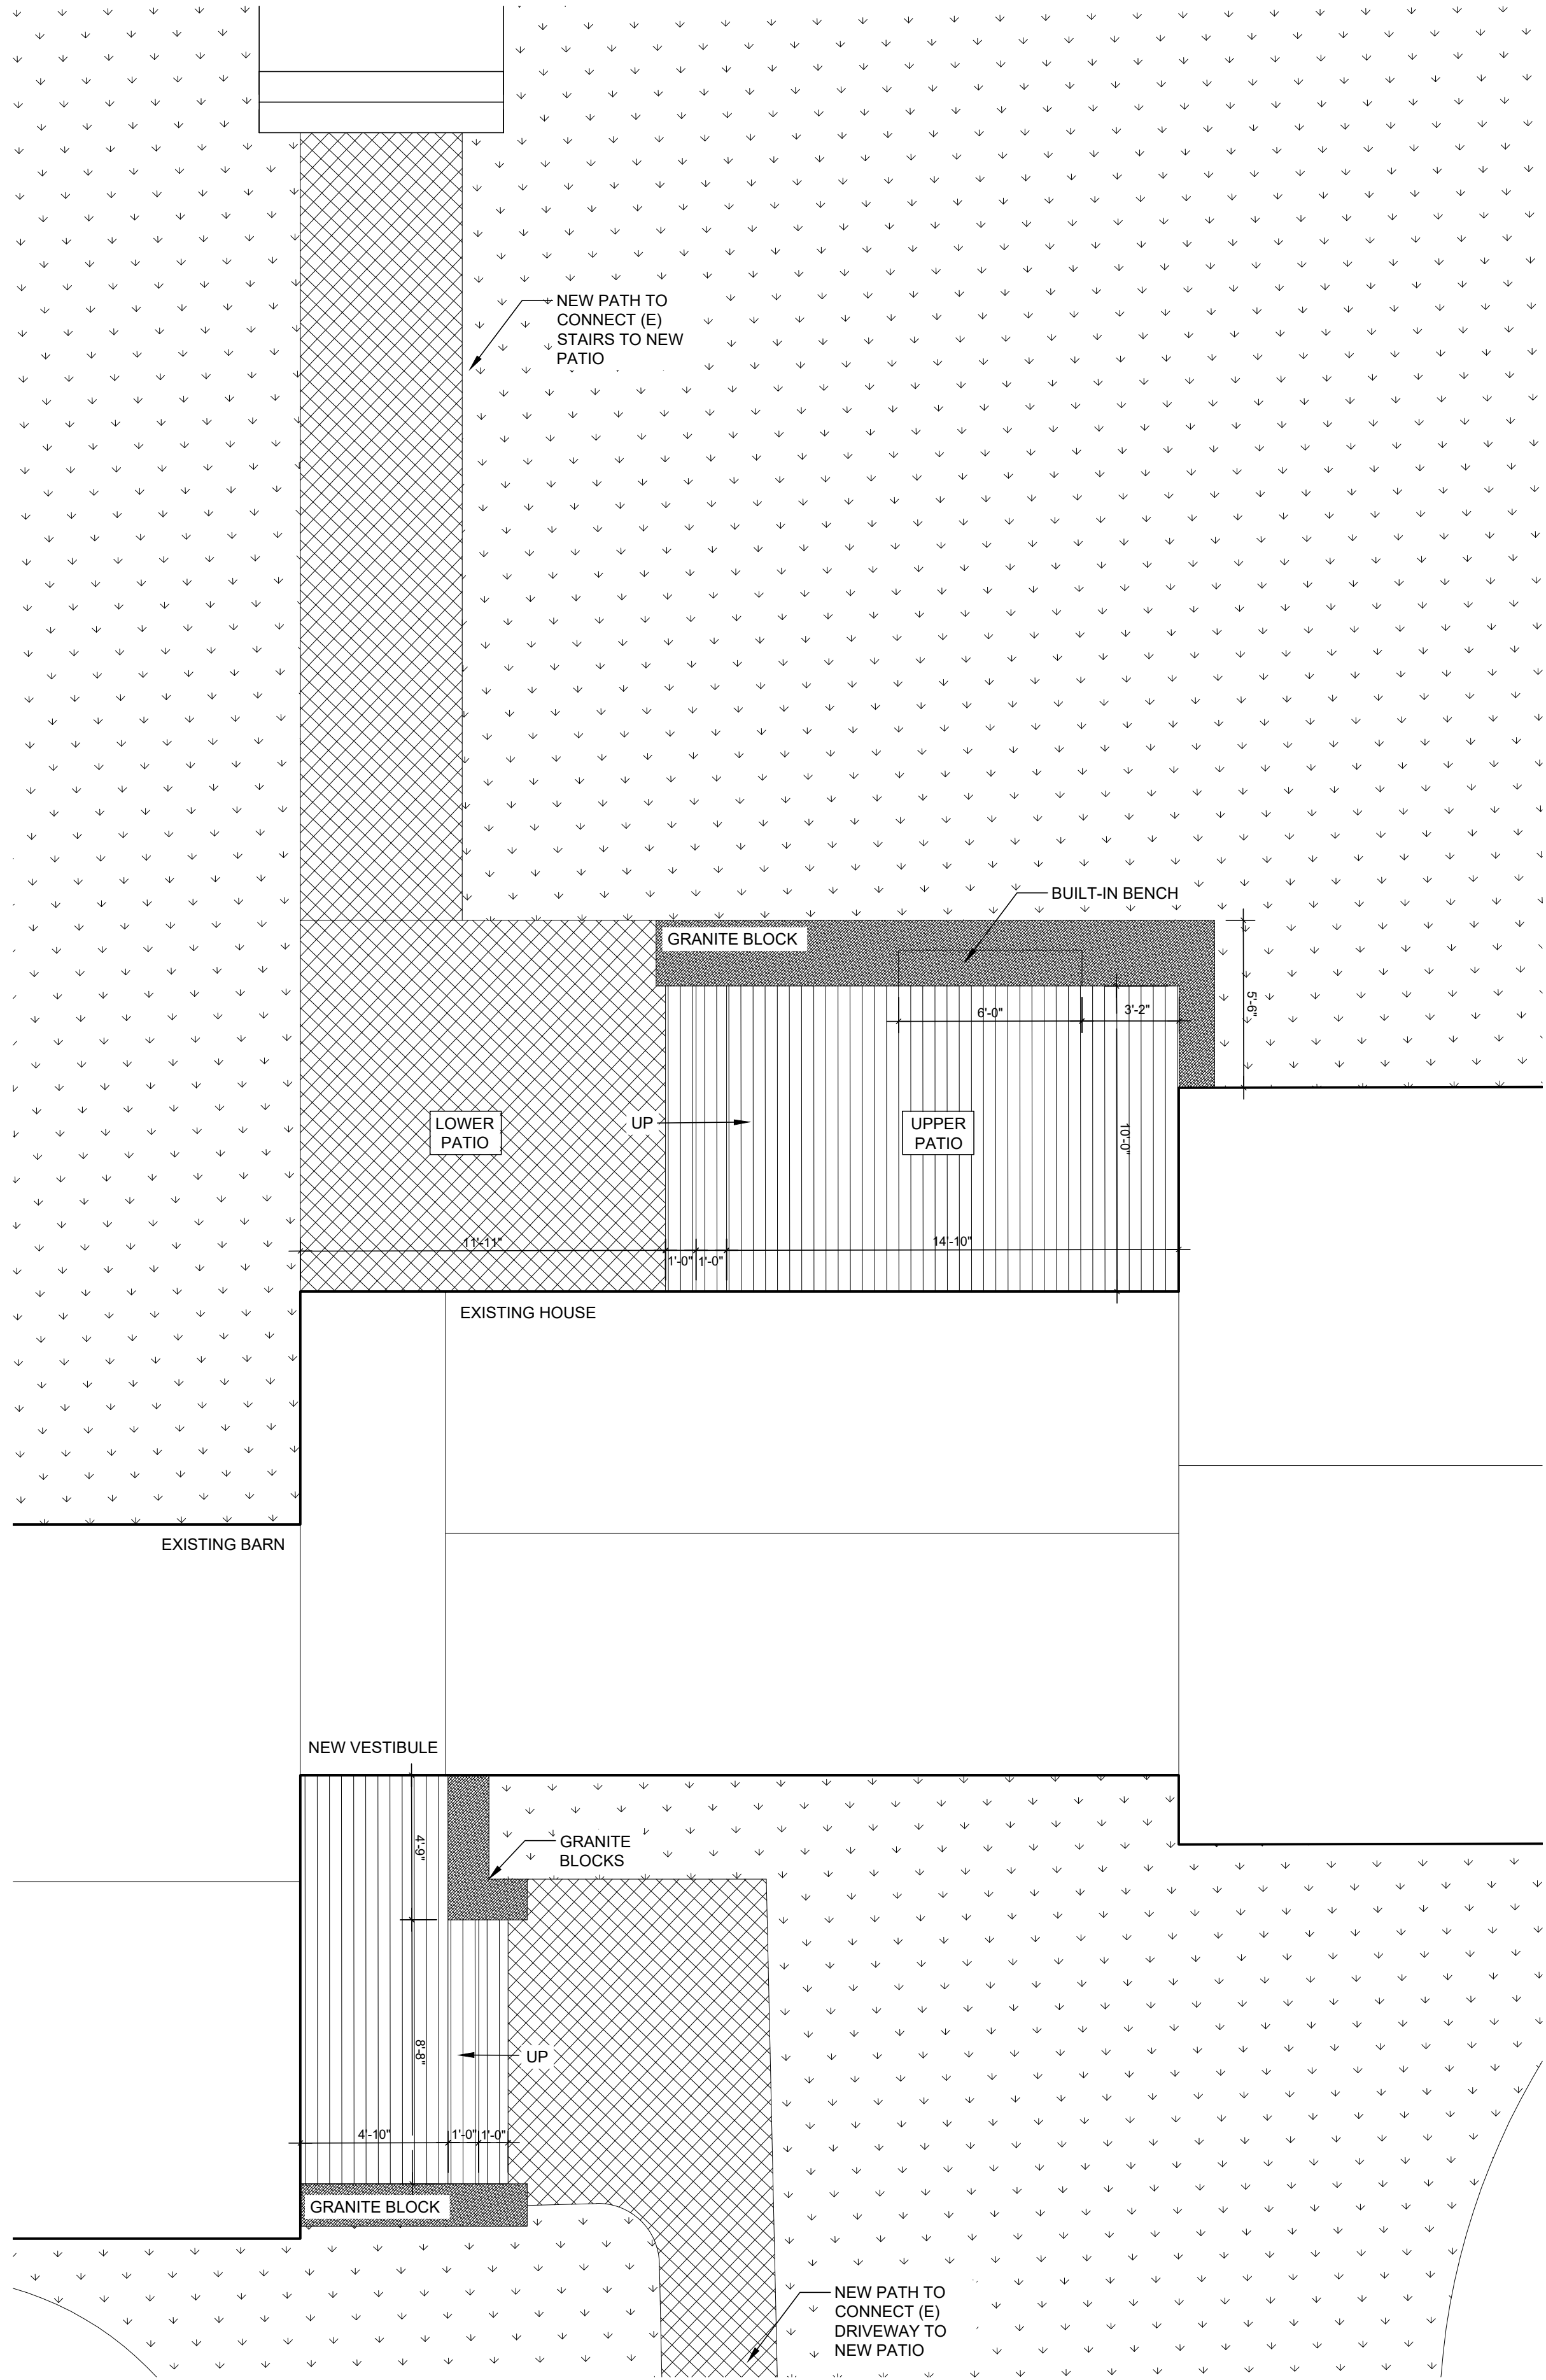 NEW PATH TO
CONNECT (E)
STAIRS TO NEW
PATIO
BUILT-IN BENCH
GRANITE BLOCK
6'-0"
3'-2"
5'-6"
LOWER
PATIO
UP
UPPER
PATIO
10'-0"
11'-11"
1'-0"
1'-0"
14'-10"
EXISTING HOUSE
EXISTING BARN
NEW VESTIBULE
4'-9"
GRANITE
BLOCKS
8'-8"
UP
4'-10"
1'-0"
1'-0"
GRANITE BLOCK
NEW PATH TO
CONNECT (E)
DRIVEWAY TO
NEW PATIO